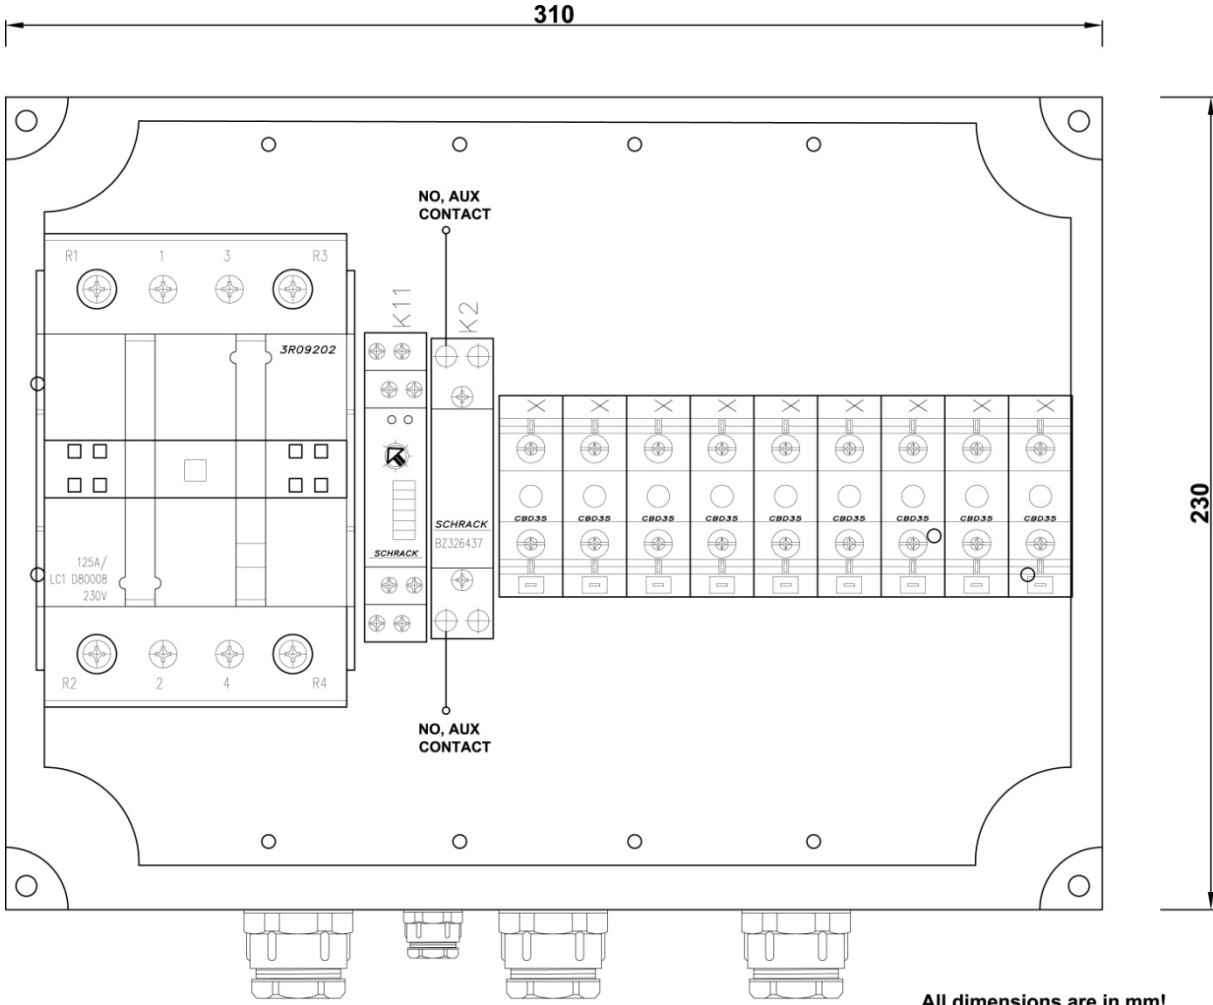 310
NO, AUX
CONTACT
R1 1 3 R3
K11
K2
3R09202
X X X X X X X X X
230
SCHRACK
BZ326437
CBD35 CBD35 CBD35 CBD35 CBD35 CBD35 CBD35 CBD35 CBD35
SCHRACK
125A/
LC1 D80008
230V
R2 2 4 R4
NO, AUX
CONTACT
All dimensions are in mm!